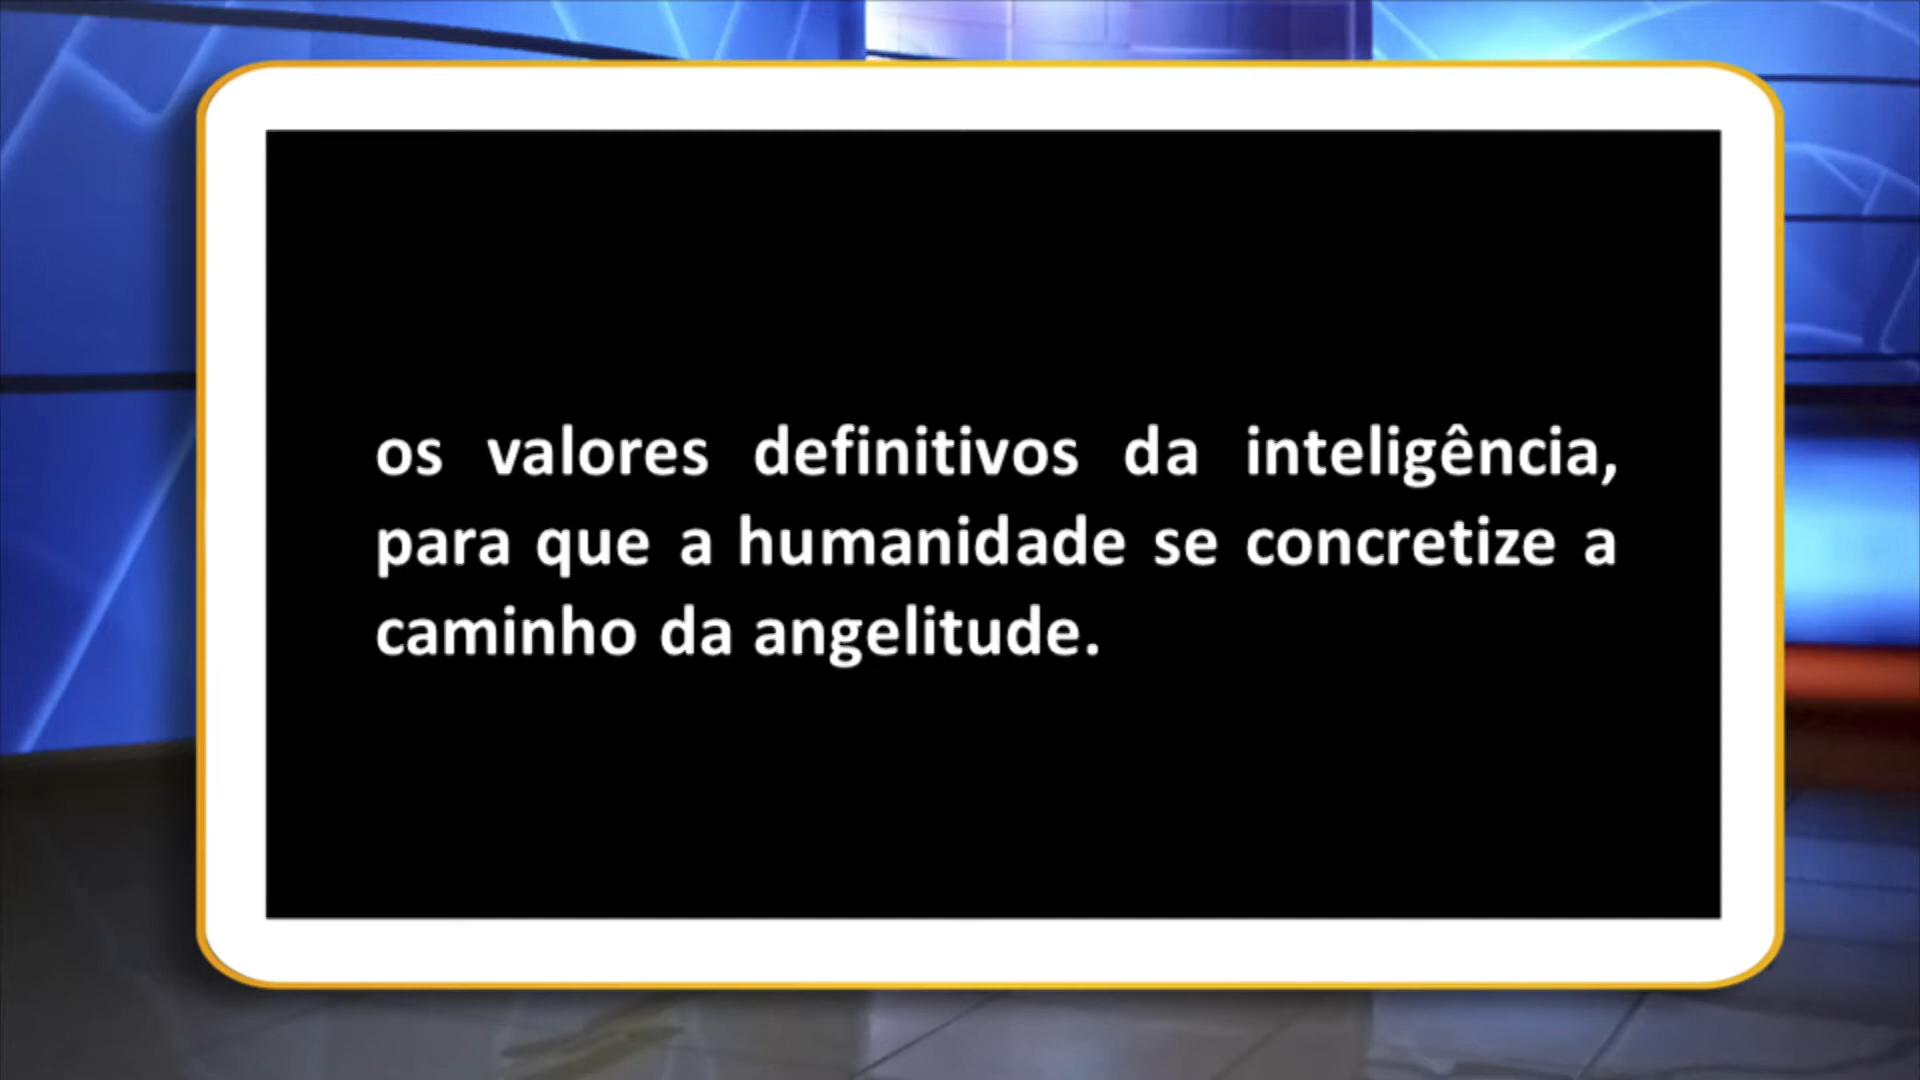 os valores definitivos da inteligência,
para que a humanidade se concretize a
caminho da angelitude.